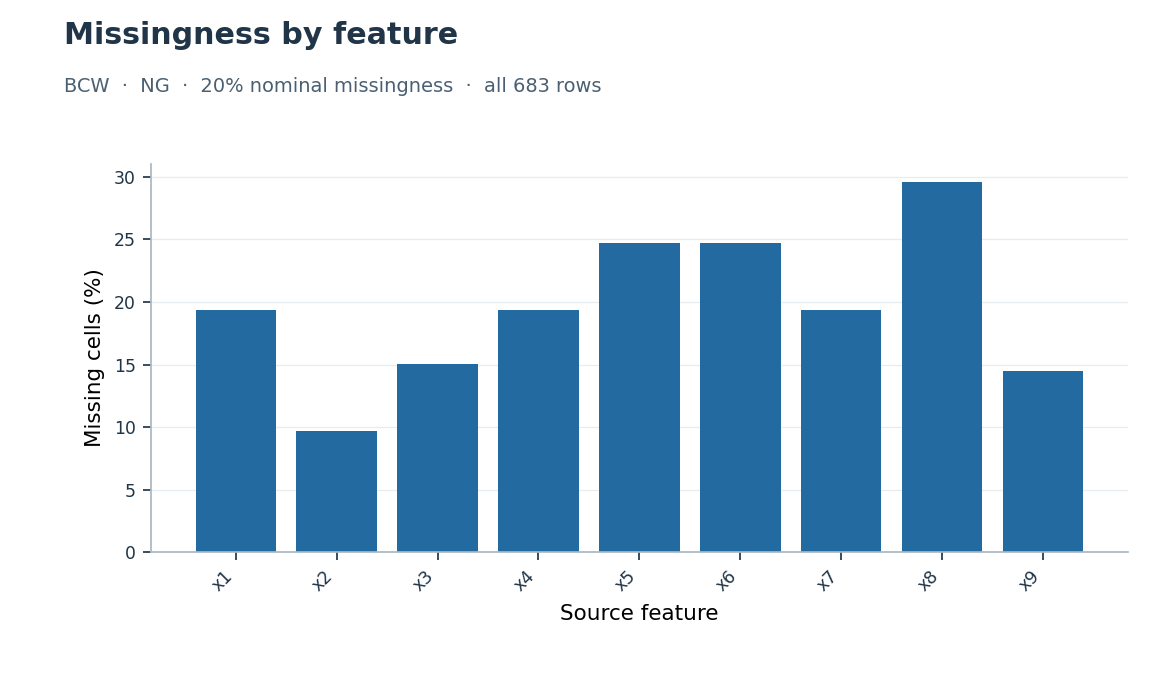 Missingness by feature
BCW · NG · 20% nominal missingness · all 683 rows
Missing cells (%)
30
25
20
15
10
5
0
x1 x2 x3 x4 x5 x6 x7 x8 x9
Source feature